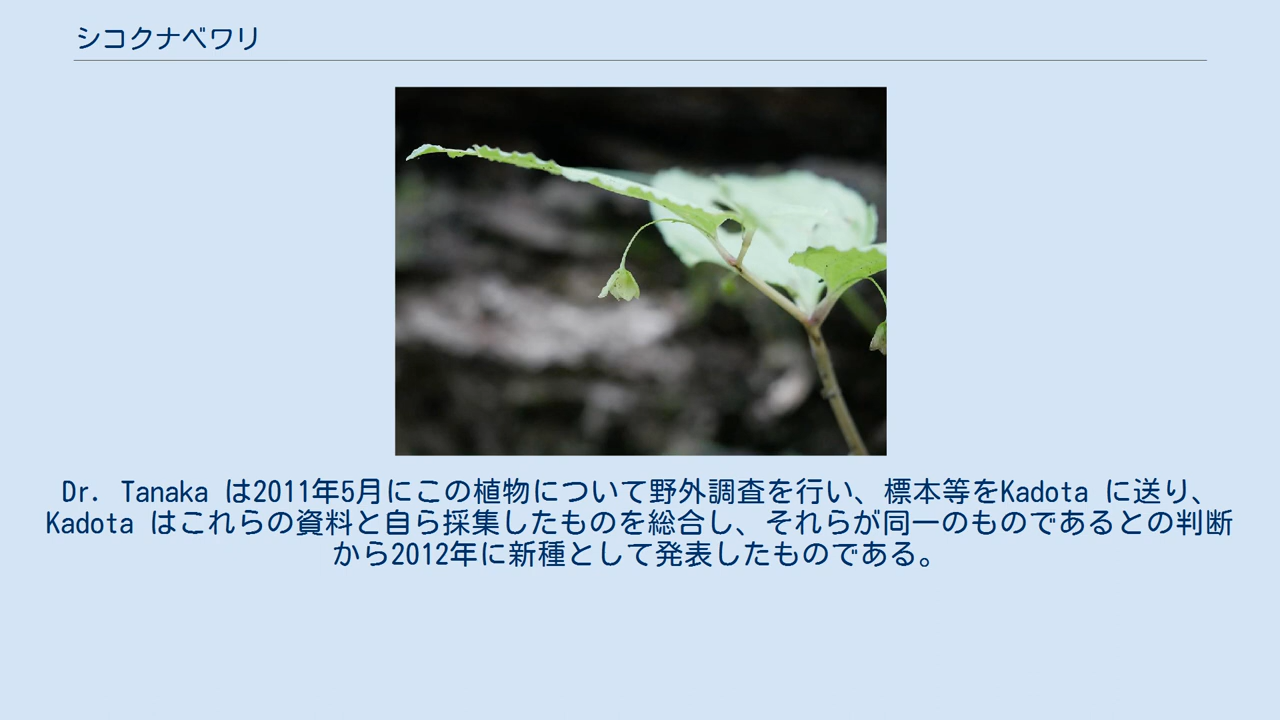 シコクナベワリ
Dr. Tanaka は2011年5月にこの植物について野外調査を行い、標本等をKadota に送り、
Kadota はこれらの資料と自ら採集したものを総合し、それらが同一のものであるとの判断
から2012年に新種として発表したものである。